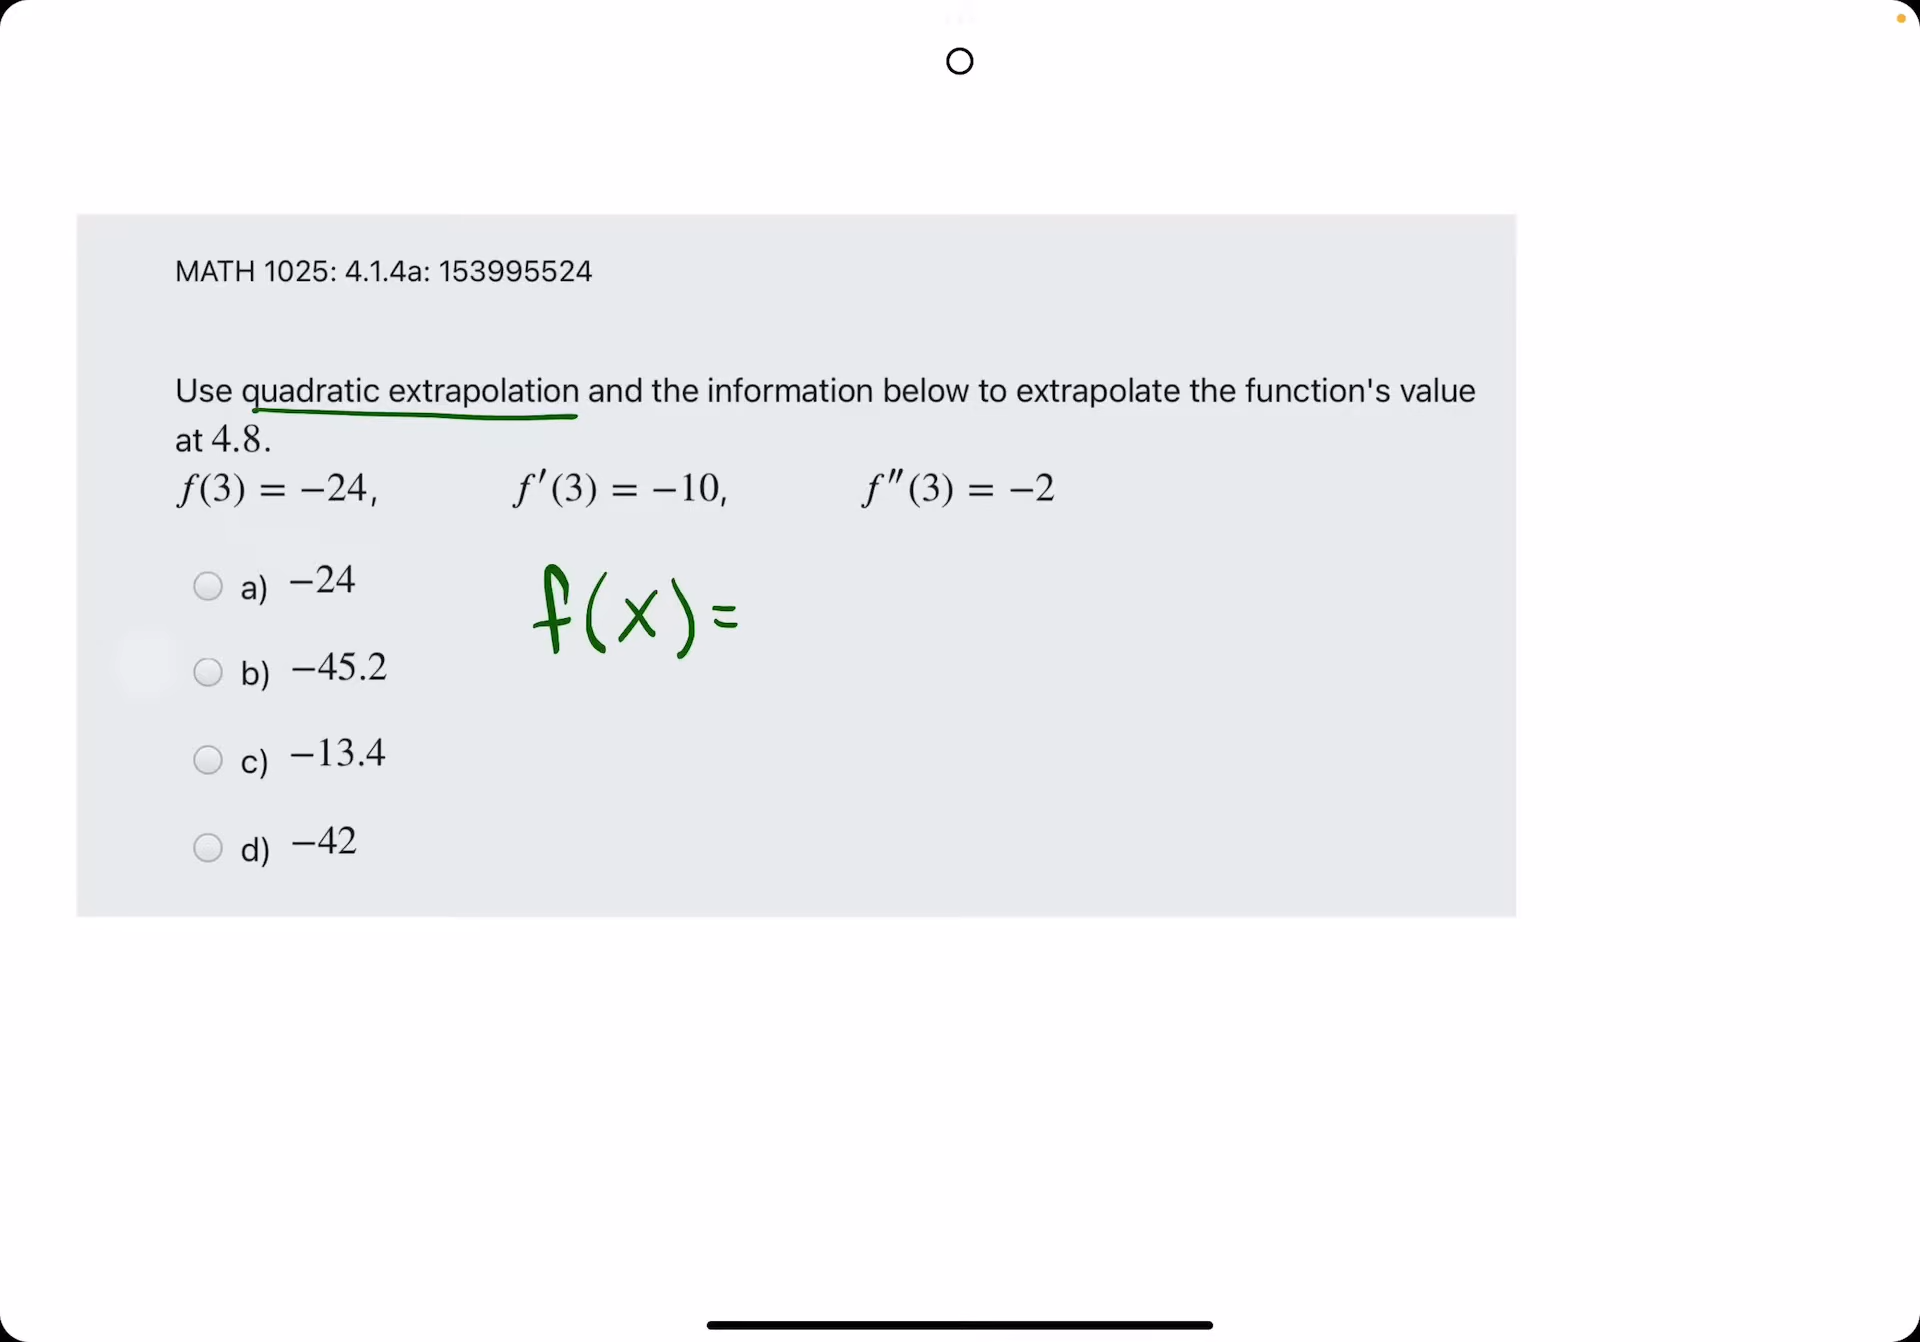 MATH 1025: 4.1.4a: 153995524
Use quadratic extrapolation and the information below to extrapolate the function's value
at 4.8.
f(3) = −24, f′(3) = −10, f″(3) = −2
a) −24
f(x)=
b) −45.2
c) −13.4
d) −42